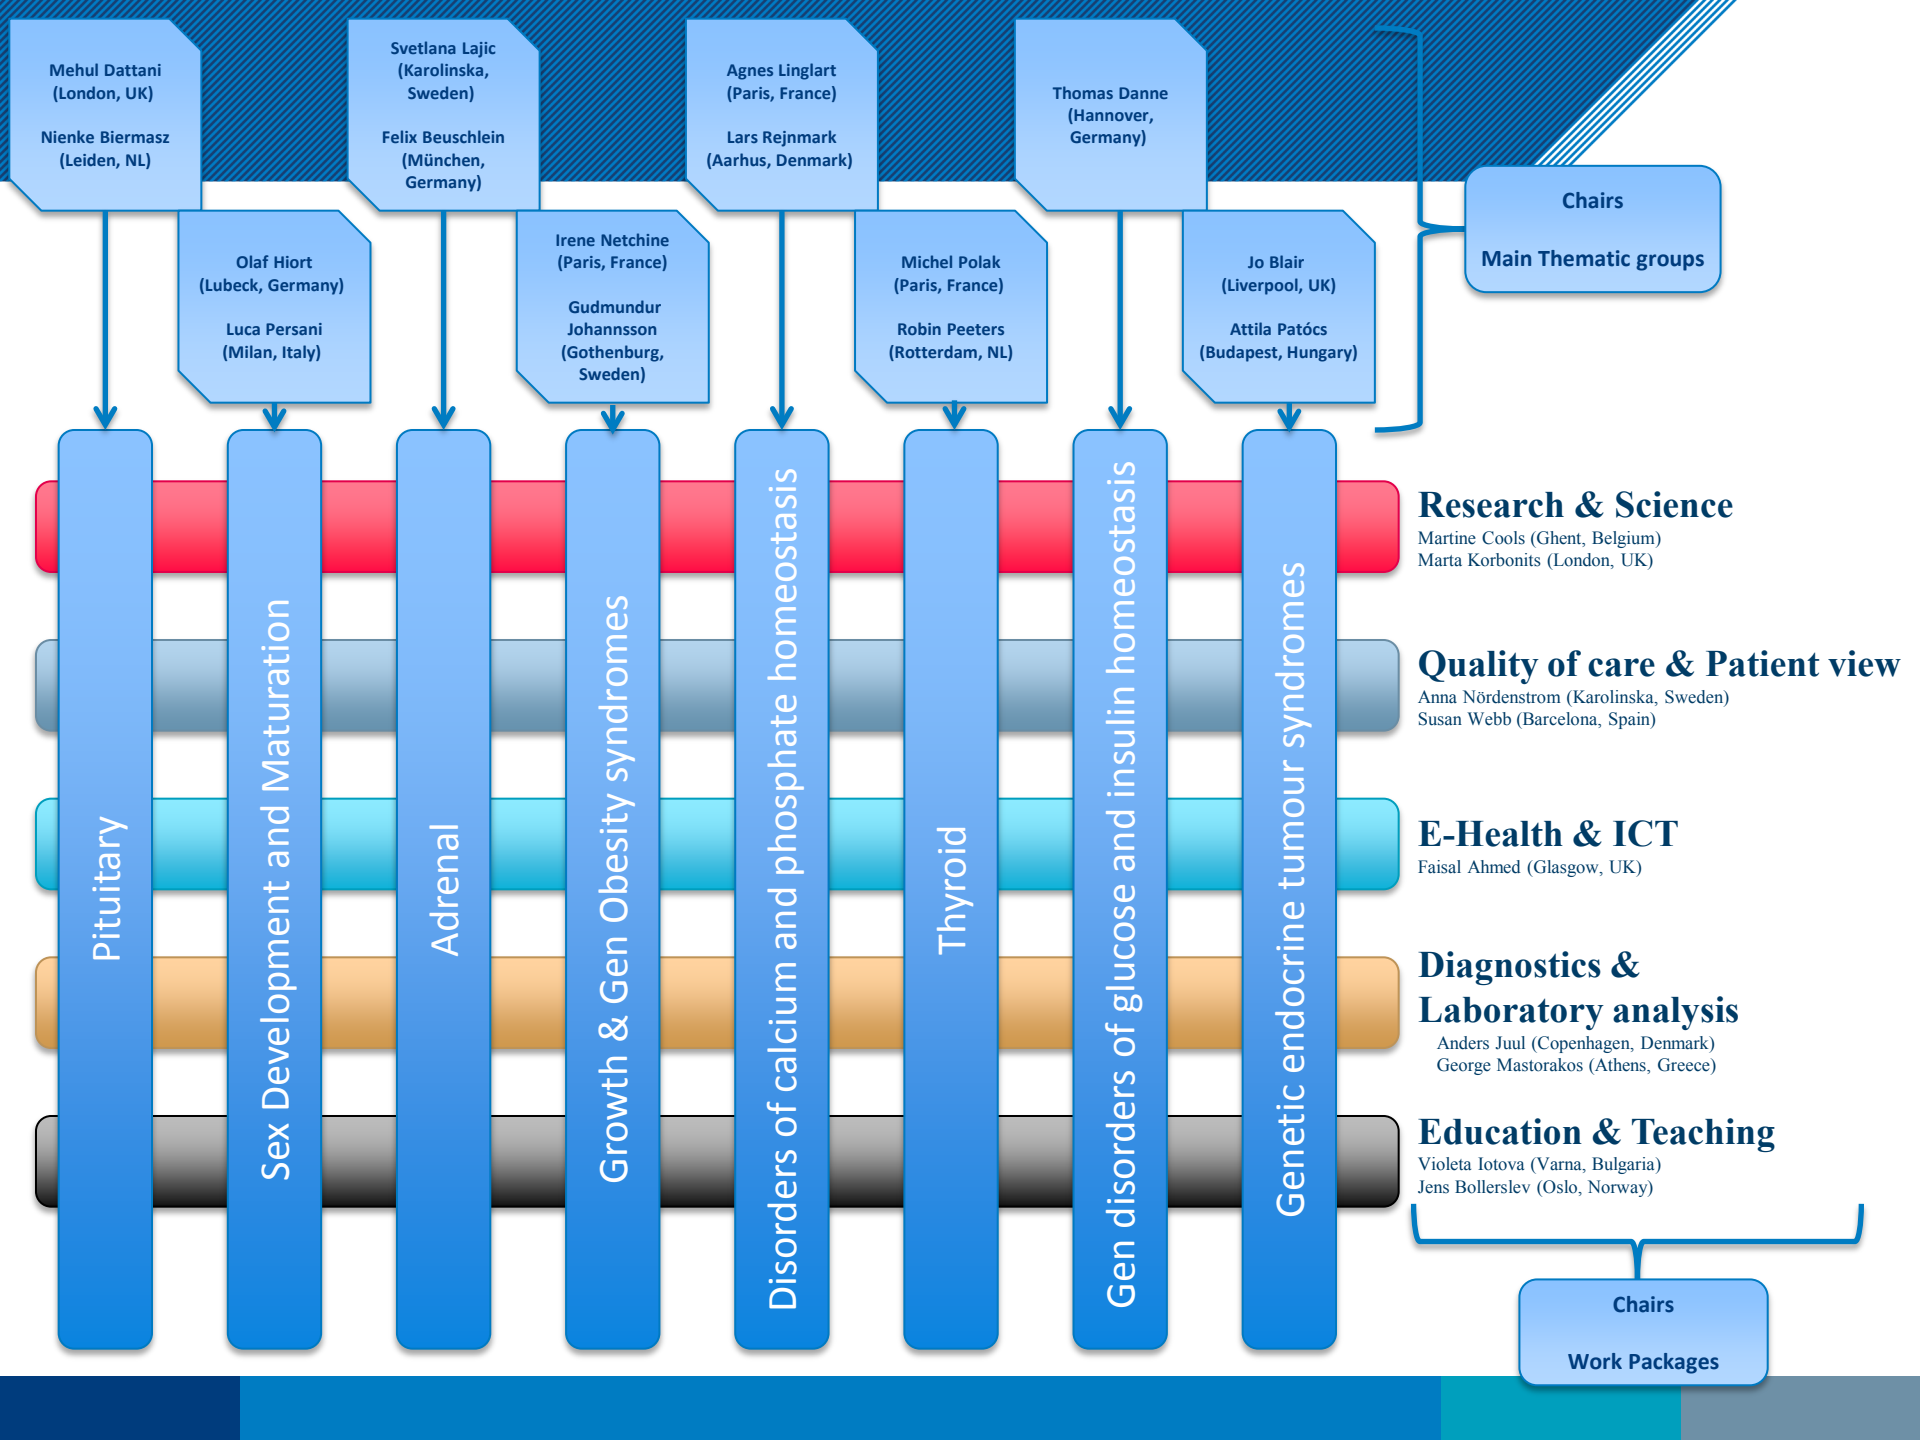 Mehul Dattani
(London, UK)
Nienke Biermasz
(Leiden, NL)
Svetlana Lajic
(Karolinska,
Sweden)
Felix Beuschlein
(München,
Germany)
Agnes Linglart
(Paris, France)
Lars Rejnmark
(Aarhus, Denmark)
Thomas Danne
(Hannover,
Germany)
Chairs
Main Thematic groups
Olaf Hiort
(Lubeck, Germany)
Luca Persani
(Milan, Italy)
Irene Netchine
(Paris, France)
Gudmundur
Johannsson
(Gothenburg,
Sweden)
Michel Polak
(Paris, France)
Robin Peeters
(Rotterdam, NL)
Jo Blair
(Liverpool, UK)
Attila Patócs
(Budapest, Hungary)
Pituitary
Sex Development and Maturation
Adrenal
Growth & Gen Obesity syndromes
Disorders of calcium and phosphate homeostasis
Thyroid
Gen disorders of glucose and insulin homeostasis
Genetic endocrine tumour syndromes
Research & Science
Martine Cools (Ghent, Belgium)
Marta Korbonits (London, UK)
Quality of care & Patient view
Anna Nördenstrom (Karolinska, Sweden)
Susan Webb (Barcelona, Spain)
E-Health & ICT
Faisal Ahmed (Glasgow, UK)
Diagnostics &
Laboratory analysis
Anders Juul (Copenhagen, Denmark)
George Mastorakos (Athens, Greece)
Education & Teaching
Violeta Iotova (Varna, Bulgaria)
Jens Bollerslev (Oslo, Norway)
Chairs
Work Packages